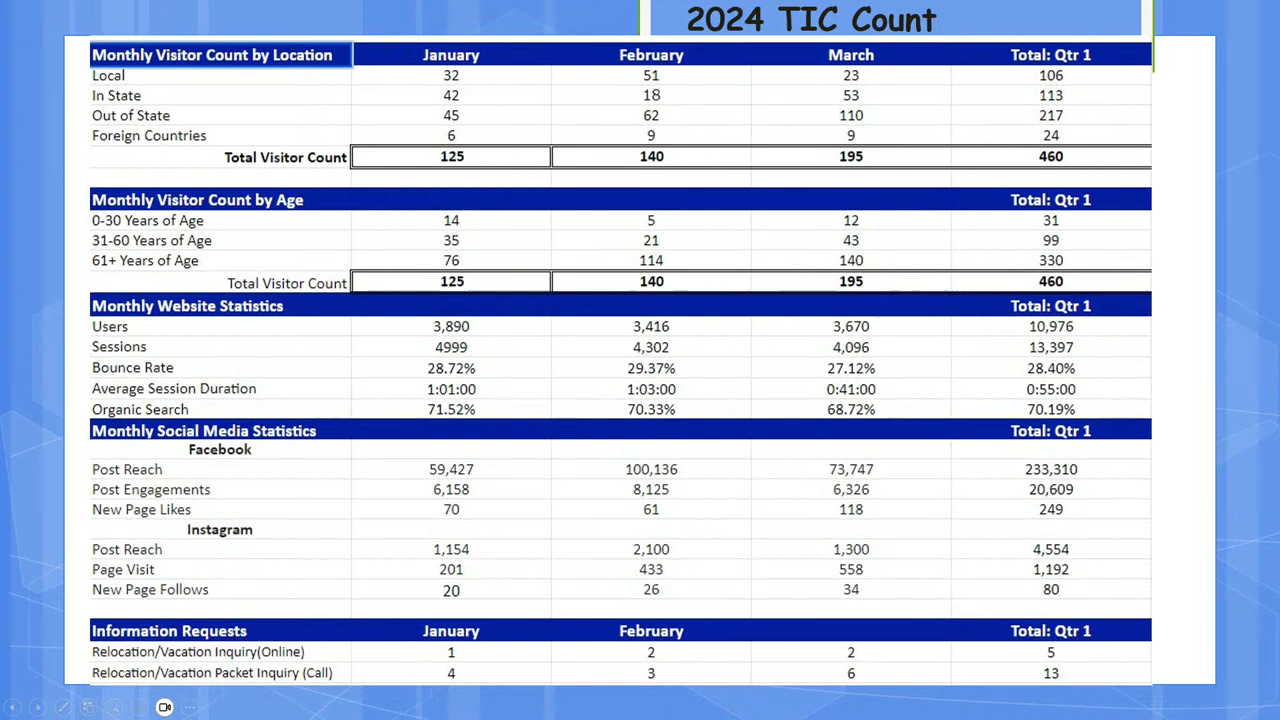 2024 TIC Count
Monthly Visitor Count by Location January February March Total: Qtr 1
Local 32 51 23 106
In State 42 18 53 113
Out of State 45 62 110 217
Foreign Countries 6 9 9 24
Total Visitor Count 125 140 195 460
Monthly Visitor Count by Age Total: Qtr 1
0-30 Years of Age 14 5 12 31
31-60 Years of Age 35 21 43 99
61+ Years of Age 76 114 140 330
Total Visitor Count 125 140 195 460
Monthly Website Statistics Total: Qtr 1
Users 3,890 3,416 3,670 10,976
Sessions 4999 4,302 4,096 13,397
Bounce Rate 28.72% 29.37% 27.12% 28.40%
Average Session Duration 1:01:00 1:03:00 0:41:00 0:55:00
Organic Search 71.52% 70.33% 68.72% 70.19%
Monthly Social Media Statistics Total: Qtr 1
Facebook
Post Reach 59,427 100,136 73,747 233,310
Post Engagements 6,158 8,125 6,326 20,609
New Page Likes 70 61 118 249
Instagram
Post Reach 1,154 2,100 1,300 4,554
Page Visit 201 433 558 1,192
New Page Follows 20 26 34 80
Information Requests January February Total: Qtr 1
Relocation/Vacation Inquiry(Online) 1 2 2 5
Relocation/Vacation Packet Inquiry (Call) 4 3 6 13